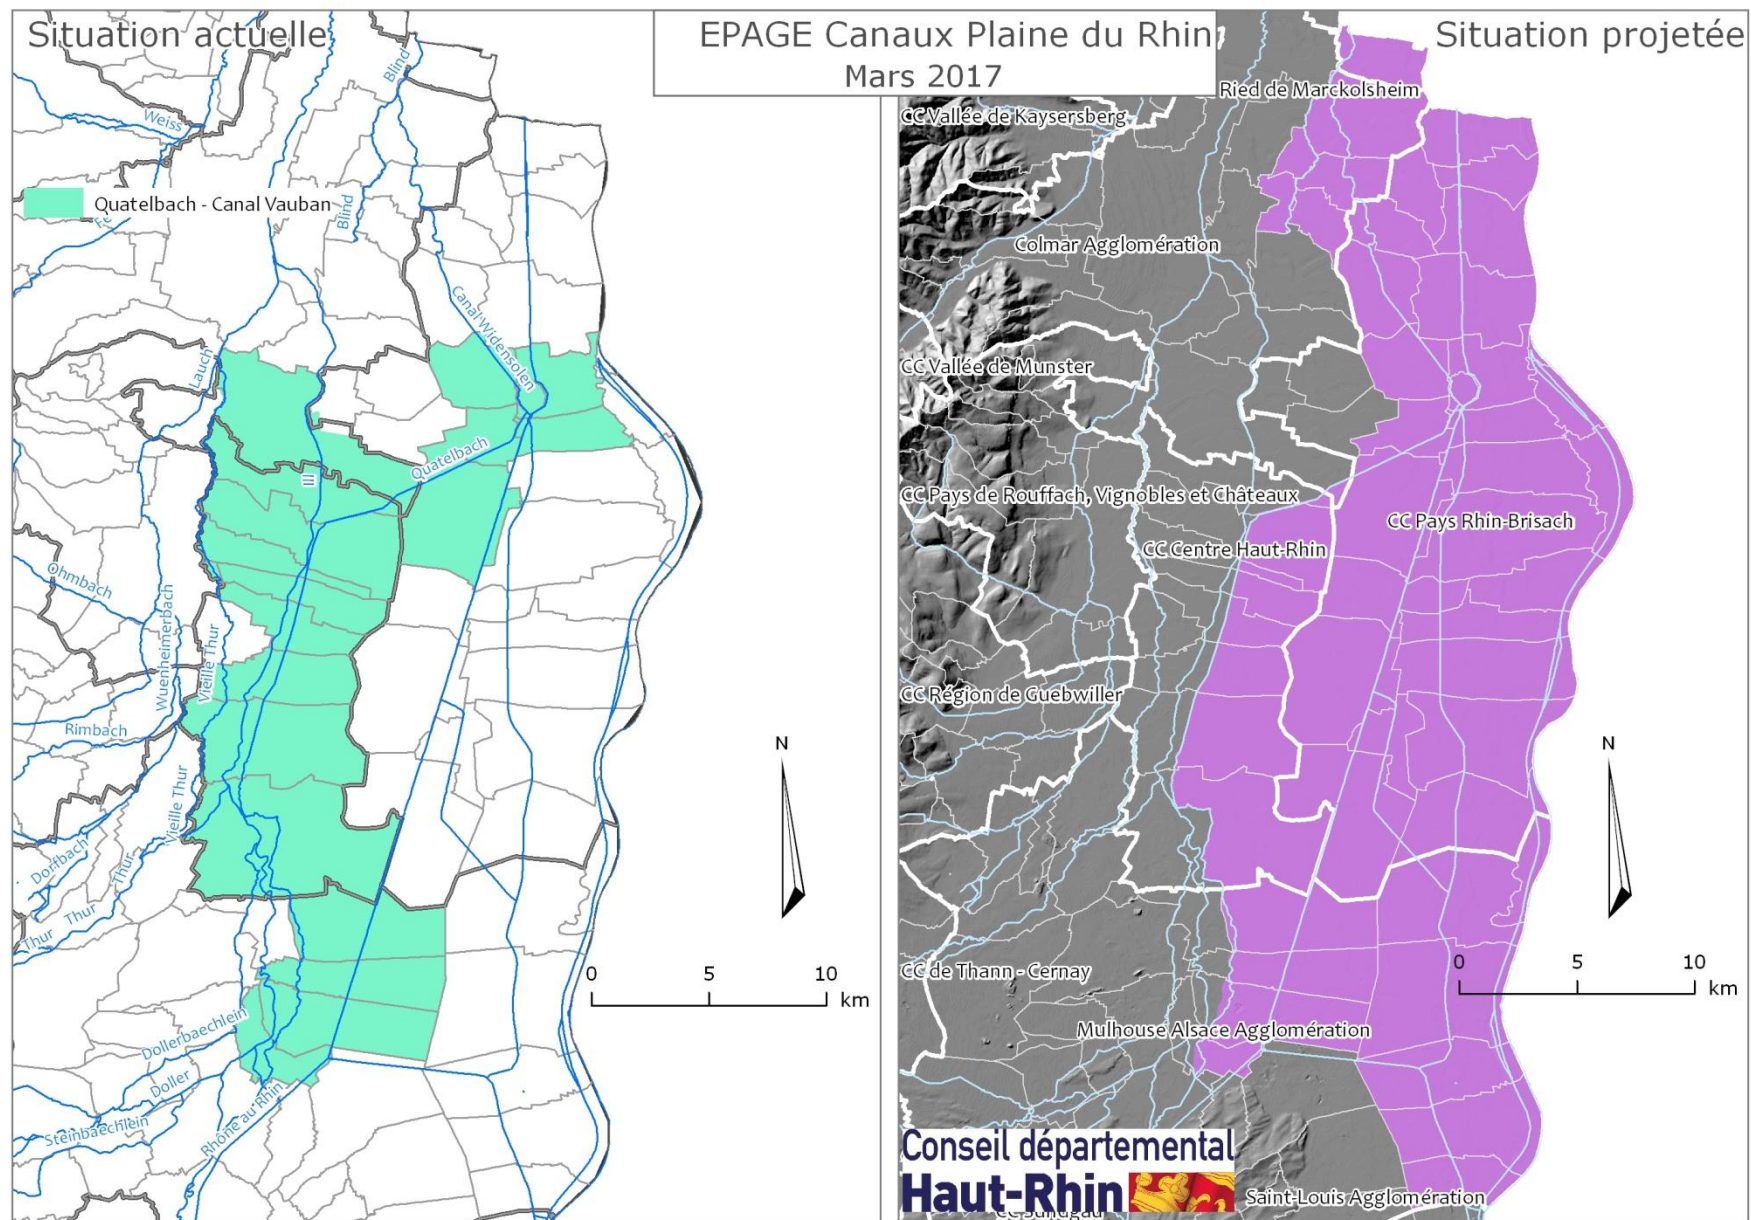 Situation actuelle
EPAGE Canaux Plaine du Rhin
Mars 2017
Situation projetée
Blind
Weiss
Quatelbach - Canal Vauban
Blind
Canal Widensolen
Lauch
Quatelbach
Ill
Ohmbach
Wuenheimerbach
Vieille Thur
Rimbach
Vieille Thur
Dorfbach
Thur
Thur
Thur
Dollerbaechlein
Doller
Steinbaechlein
Rhône au Rhin
N
0 5 10
km
Ried de Marckolsheim
CC Vallée de Kaysersberg
Colmar Agglomération
CC Vallée de Munster
CC Pays de Rouffach, Vignobles et Châteaux
CC Pays Rhin-Brisach
CC Centre Haut-Rhin
CC Région de Guebwiller
N
CC de Thann - Cernay
0 5 10
km
Mulhouse Alsace Agglomération
Conseil départemental
Haut-Rhin
Saint-Louis Agglomération